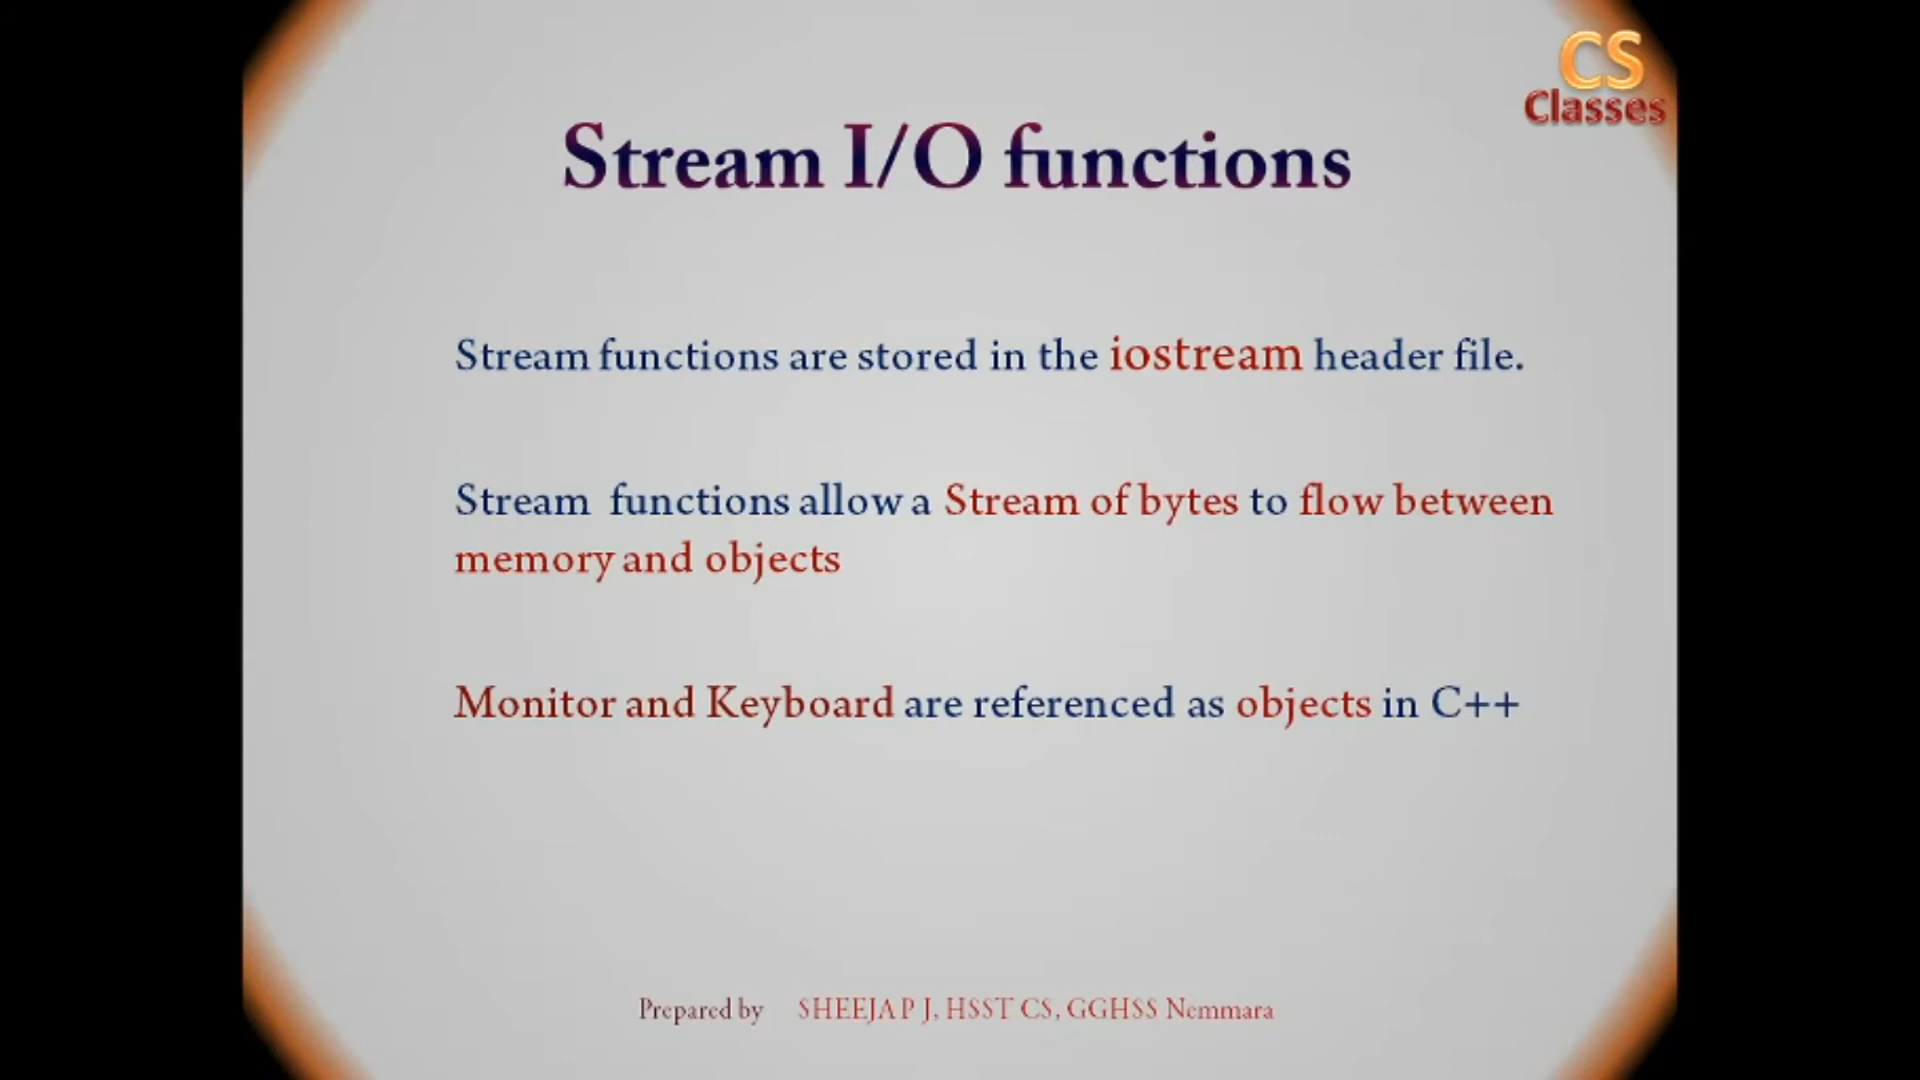 CS
Classes
Stream I/O functions
Stream functions are stored in the iostream header file.
Stream functions allow a Stream of bytes to flow between
memory and objects
Monitor and Keyboard are referenced as objects in C++
Prepared by SHEEJA P J, HSST CS, GGHSS Nemmara